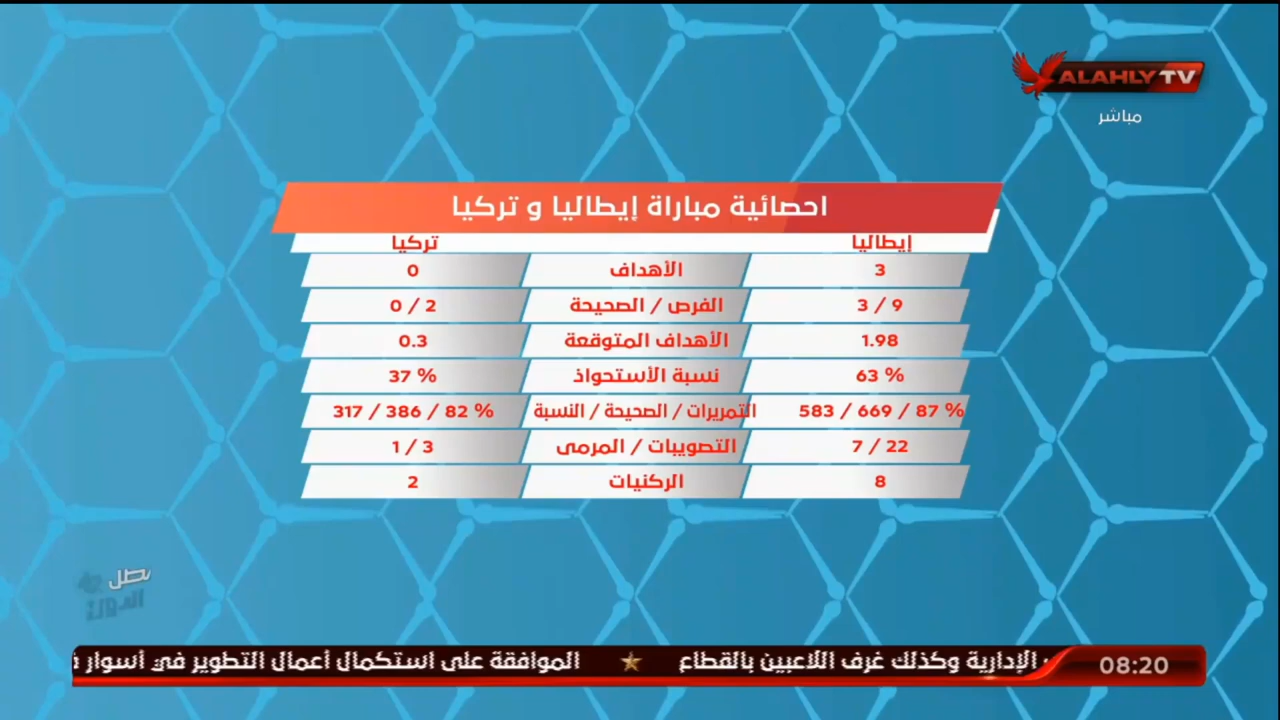 ALAHLY TV
مباشر
احصائية مباراة إيطاليا و تركيا
إيطاليا تركيا
3 الأهداف 0
3 / 9 الفرص / الصحيحة 0 / 2
1.98 الأهداف المتوقعة 0.3
63 % نسبة الأستحواذ 37 %
583 / 669 / 87 % التمريرات / الصحيحة / النسبة 317 / 386 / 82 %
7 / 22 التصويبات / المرمى 1 / 3
8 الركنيات 2
08:20 الإدارية وكذلك غرف اللاعبين بالقطاع الموافقة على استكمال أعمال التطوير في أسوار